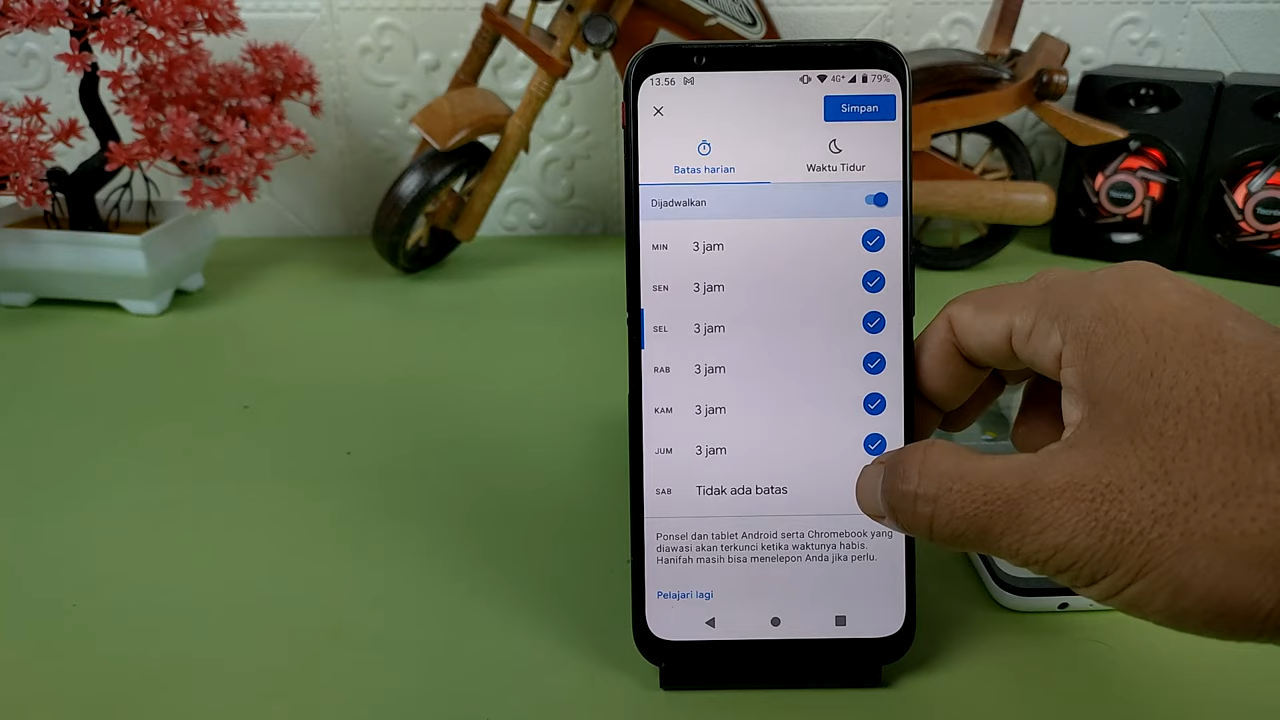 13.56 4G+ 79%
Simpan
Batas harian Waktu Tidur
Dijadwalkan
MIN 3 jam
SEN 3 jam
SEL 3 jam
RAB 3 jam
KAM 3 jam
JUM 3 jam
SAB Tidak ada batas
Ponsel dan tablet Android serta Chromebook yang
diawasi akan terkunci ketika waktunya habis.
Hanifah masih bisa menelepon Anda jika perlu.
Pelajari lagi